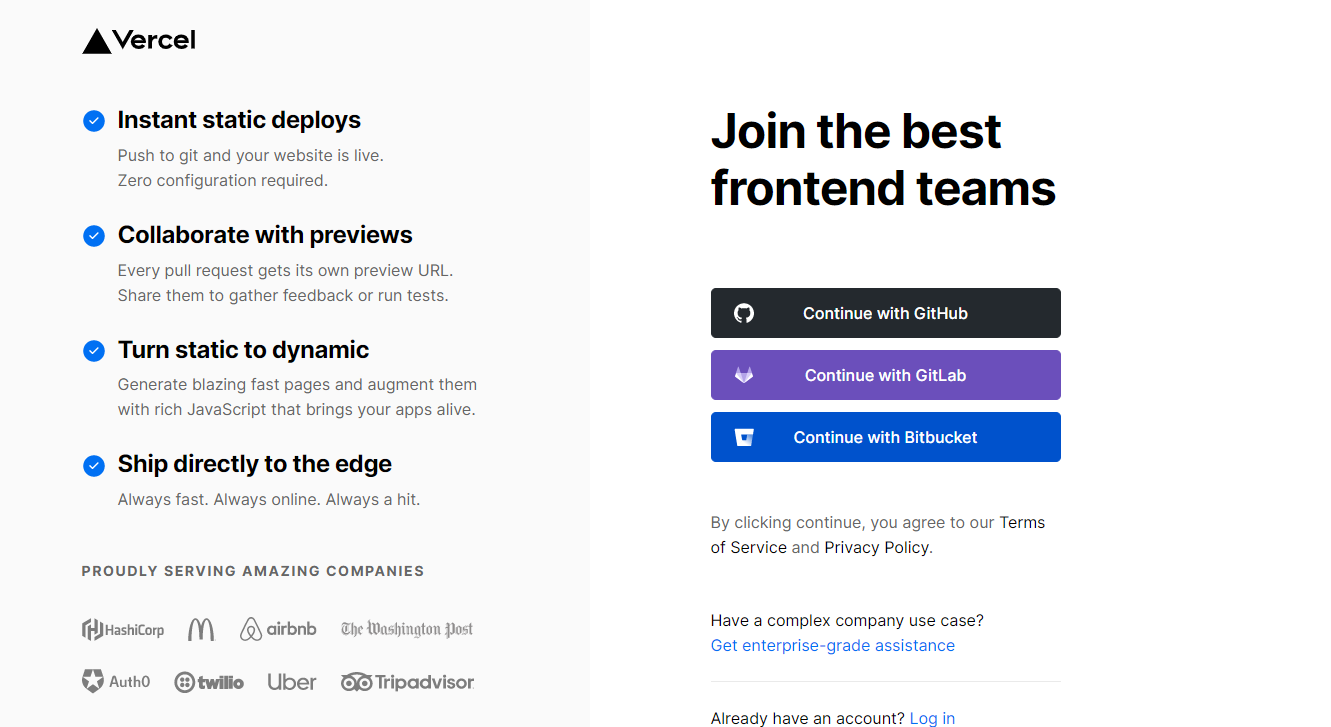 Vercel
Instant static deploys
Push to git and your website is live.
Zero configuration required.
Collaborate with previews
Every pull request gets its own preview URL.
Share them to gather feedback or run tests.
Turn static to dynamic
Generate blazing fast pages and augment them
with rich JavaScript that brings your apps alive.
Ship directly to the edge
Always fast. Always online. Always a hit.
PROUDLY SERVING AMAZING COMPANIES
HashiCorp airbnb The Washington Post
Auth0 twilio Uber Tripadvisor
Join the best
frontend teams
Continue with GitHub
Continue with GitLab
Continue with Bitbucket
By clicking continue, you agree to our Terms
of Service and Privacy Policy.
Have a complex company use case?
Get enterprise-grade assistance
Already have an account? Log in